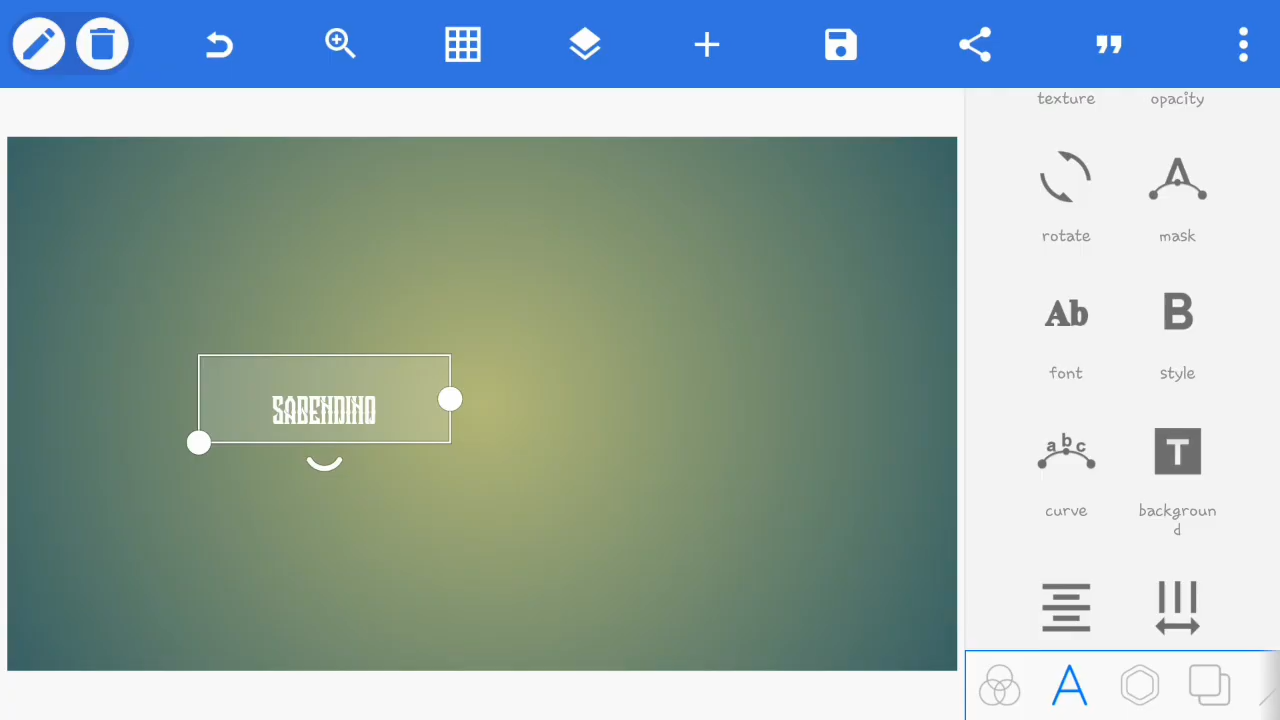 texture opacity
rotate mask
Ab B
font style
SABENDINO
abc T
curve backgroun
d
A